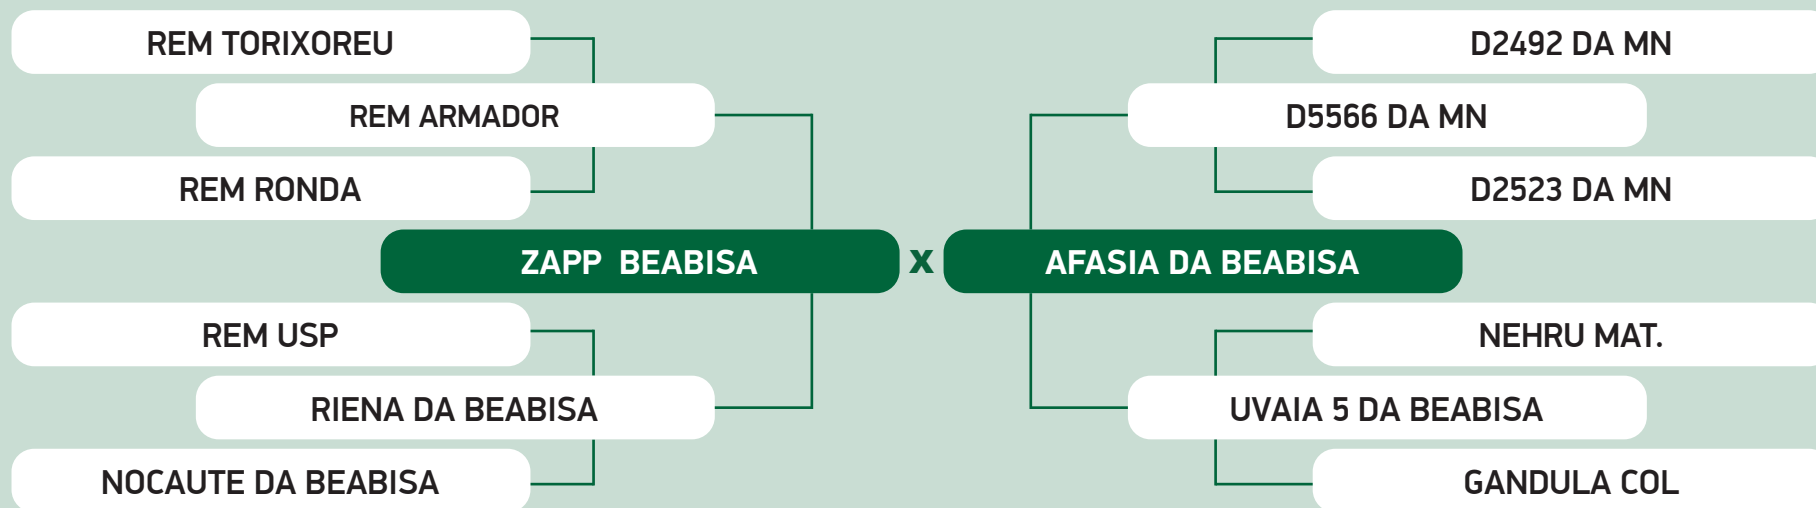 REM TORIXOREU
D2492 DA MN
REM ARMADOR
D5566 DA MN
REM RONDA
D2523 DA MN
ZAPP BEABISA X AFASIA DA BEABISA
REM USP
NEHRU MAT.
RIENA DA BEABISA
UVAIA 5 DA BEABISA
NOCAUTE DA BEABISA
GANDULA COL